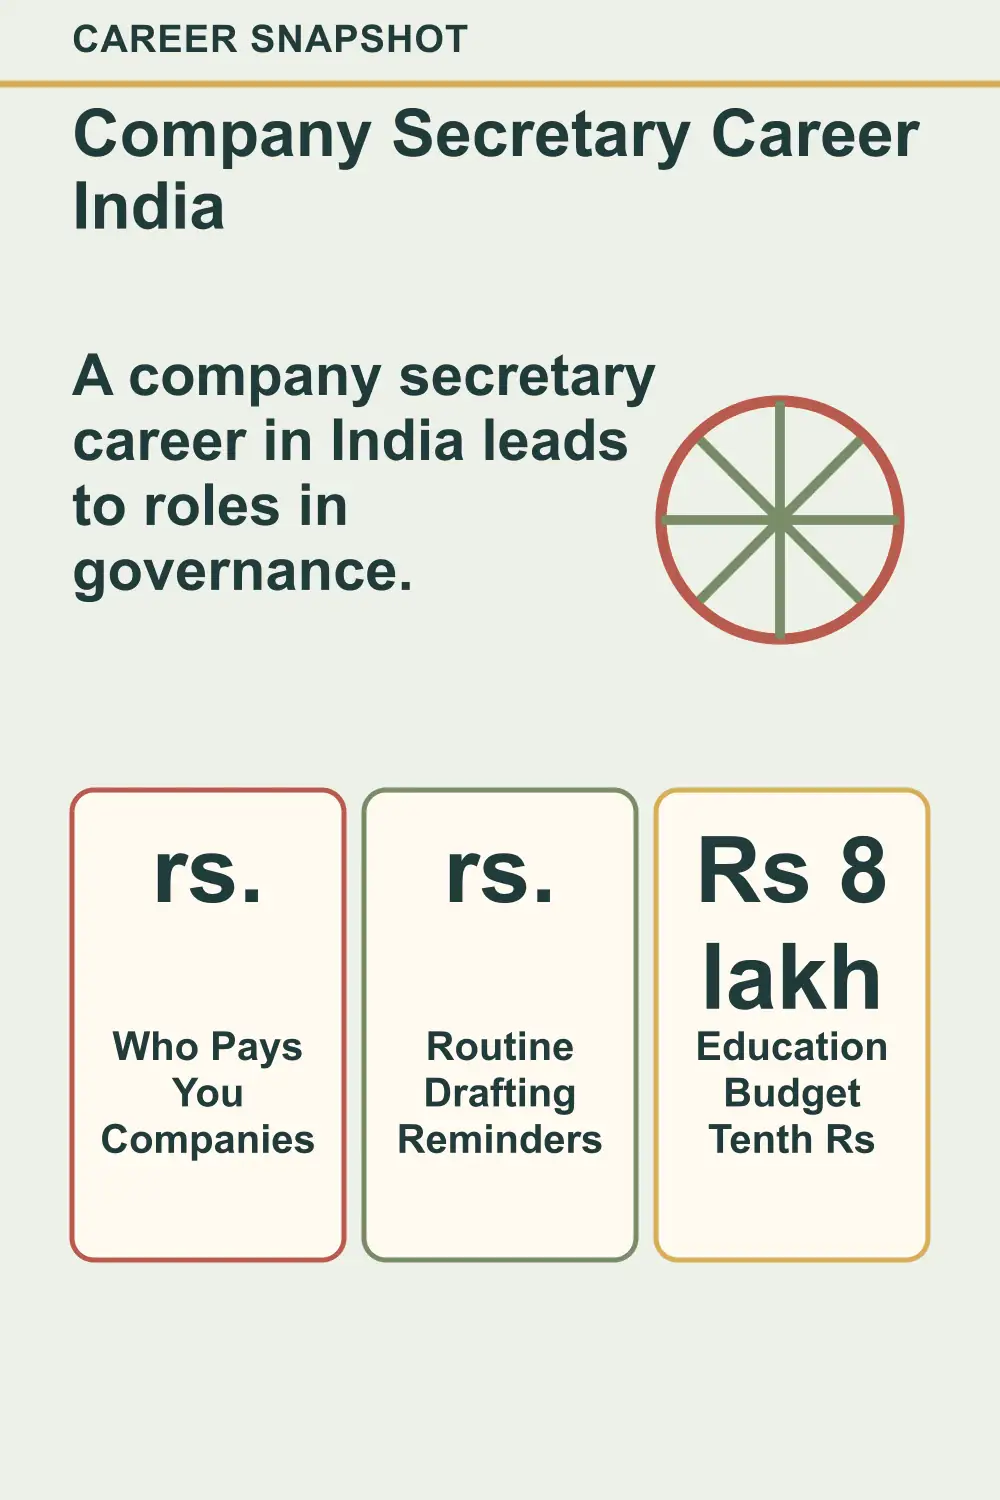 CAREER SNAPSHOT
Company Secretary Career
India
A company secretary
career in India leads
to roles in
governance.
rs.
Who Pays
You
Companies
rs.
Routine
Drafting
Reminders
Rs 8
lakh
Education
Budget
Tenth Rs